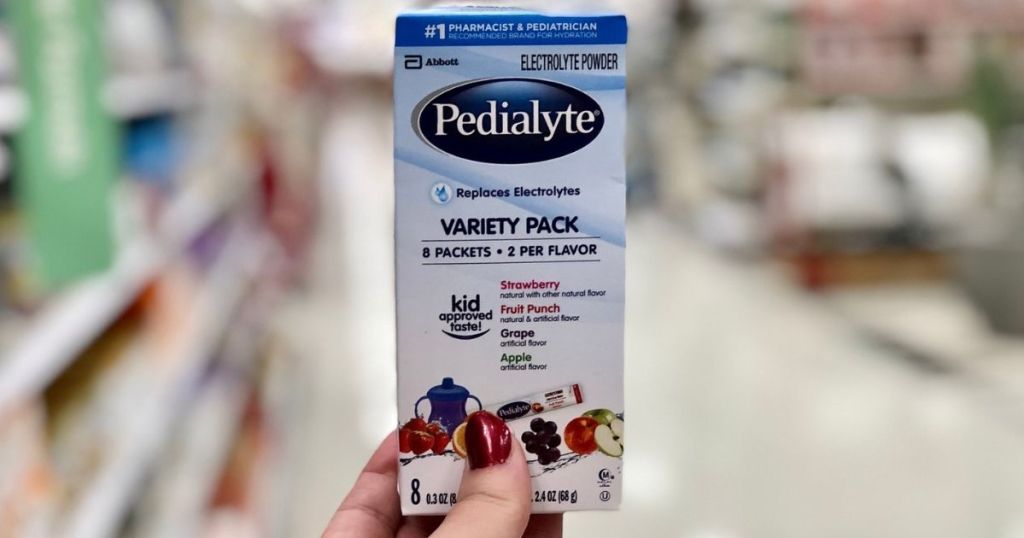 #1 PHARMACIST & PEDIATRICIAN
RECOMMENDED BRAND FOR HYDRATION
Abbott
ELECTROLYTE POWDER
Pedialyte®
Replaces Electrolytes
VARIETY PACK
8 PACKETS • 2 PER FLAVOR
kid
approved
taste!
Strawberry
natural with other natural flavor
Fruit Punch
natural & artificial flavor
Grape
artificial flavor
Apple
artificial flavor
Pedialyte
8 0.3 OZ (8
2.4 OZ (68 g)
M
U